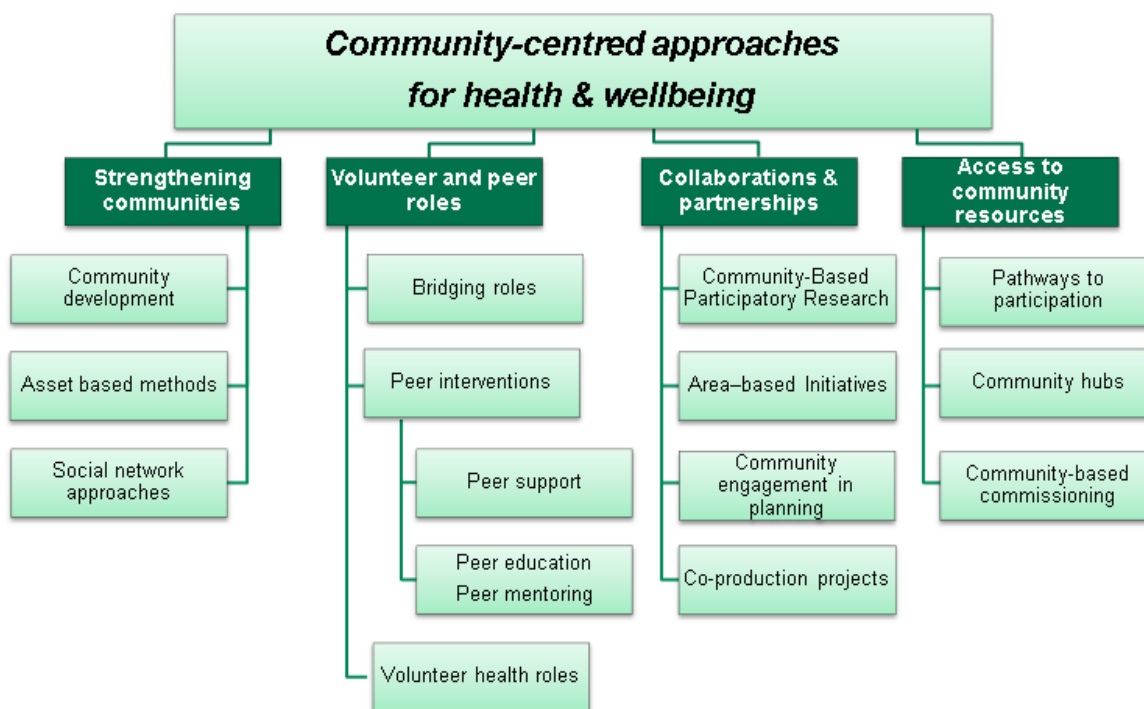 Community-centred approaches
for health & wellbeing
Strengthening
communities
Community
development
Asset based methods
Social network
approaches
Volunteer and peer
roles
Bridging roles
Peer interventions
Peer support
Peer education
Peer mentoring
Volunteer health roles
Collaborations &
partnerships
Community-Based
Participatory Research
Area–based Initiatives
Community
engagement in
planning
Co-production projects
Access to
community
resources
Pathways to
participation
Community hubs
Community-based
commissioning